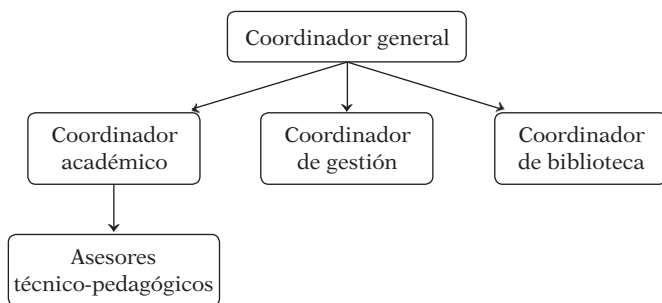 Coordinador general
Coordinador
académico
Coordinador
de gestión
Coordinador
de biblioteca
Asesores
técnico-pedagógicos